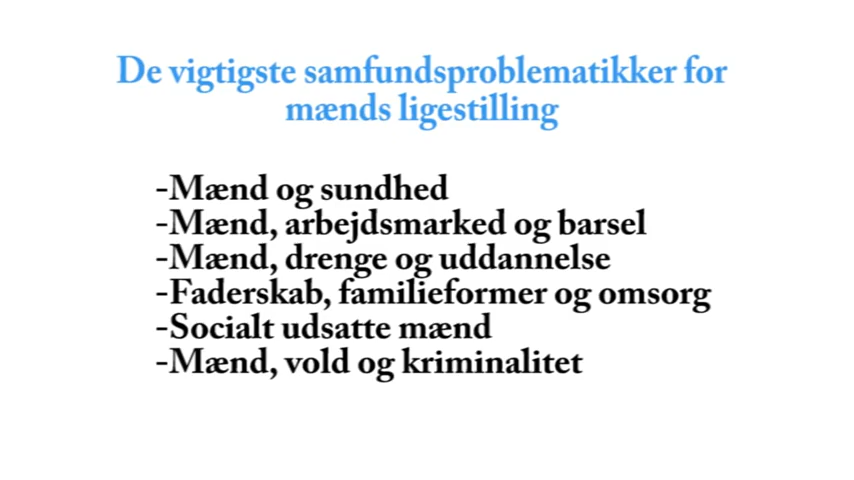 De vigtigste samfundsproblematikker for
mænds ligestilling
-Mænd og sundhed
-Mænd, arbejdsmarked og barsel
-Mænd, drenge og uddannelse
-Faderskab, familieformer og omsorg
-Socialt udsatte mænd
-Mænd, vold og kriminalitet